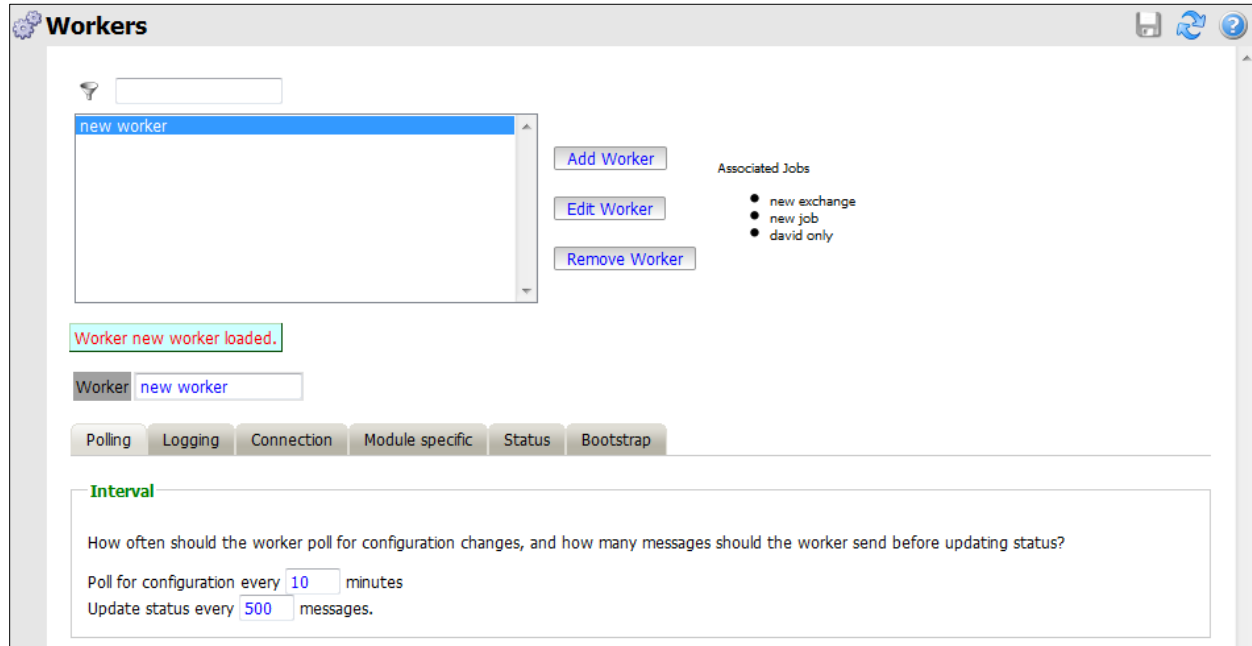 Workers
new worker
Add Worker
Edit Worker
Remove Worker
Associated Jobs
new exchange
new job
david only
Worker new worker loaded.
Worker new worker
Polling Logging Connection Module specific Status Bootstrap
Interval
How often should the worker poll for configuration changes, and how many messages should the worker send before updating status?
Poll for configuration every 10 minutes
Update status every 500 messages.